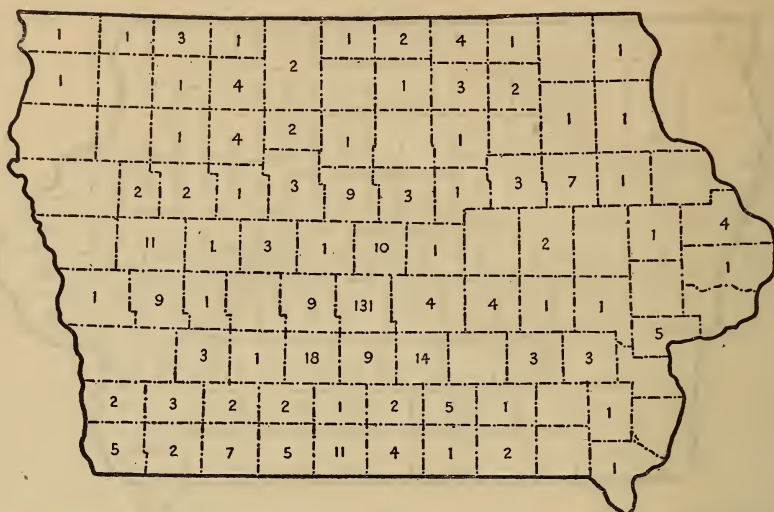 1 1 3 1 1 2 4 1 1
2
1 1 4 1 3 2
1 1
1 4 2 1 1
2 2 1 3 9 3 1 3 7 1
11 1 3 1 10 1 2 1 4
1
1 9 1 9 131 4 4 1 1
5
3 1 18 9 14 3 3
2 3 2 2 1 2 5 1 1
5 2 7 5 11 4 1 2 1